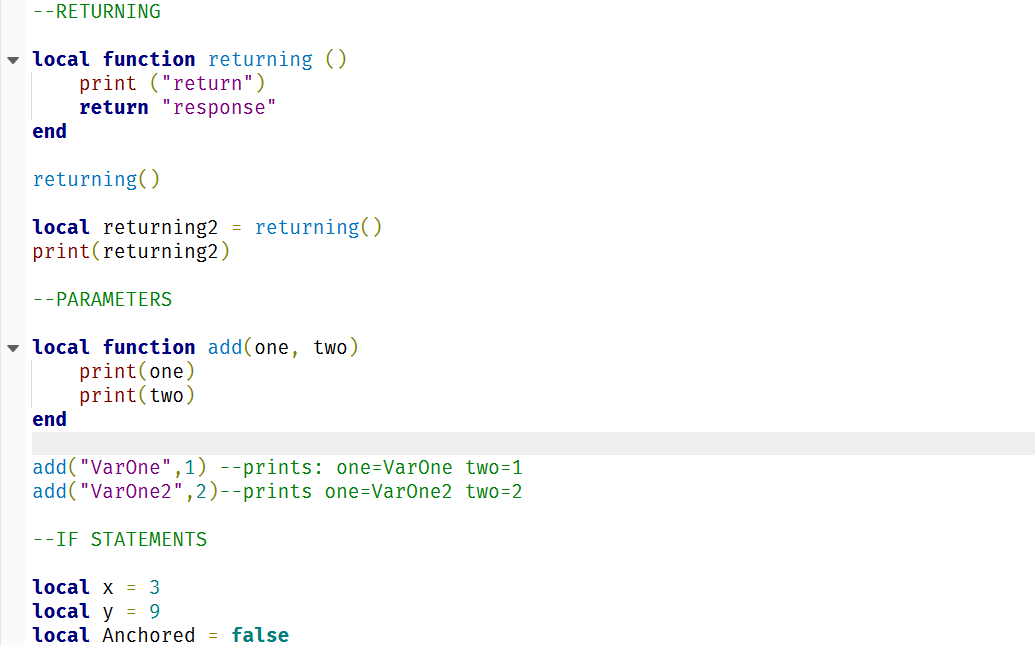 --RETURNING
local function returning ()
print ("return")
return "response"
end
returning()
local returning2 = returning()
print(returning2)
--PARAMETERS
local function add(one, two)
print(one)
print(two)
end
add("VarOne",1) --prints: one=VarOne two=1
add("VarOne2",2)--prints one=VarOne2 two=2
--IF STATEMENTS
local x = 3
local y = 9
local Anchored = false